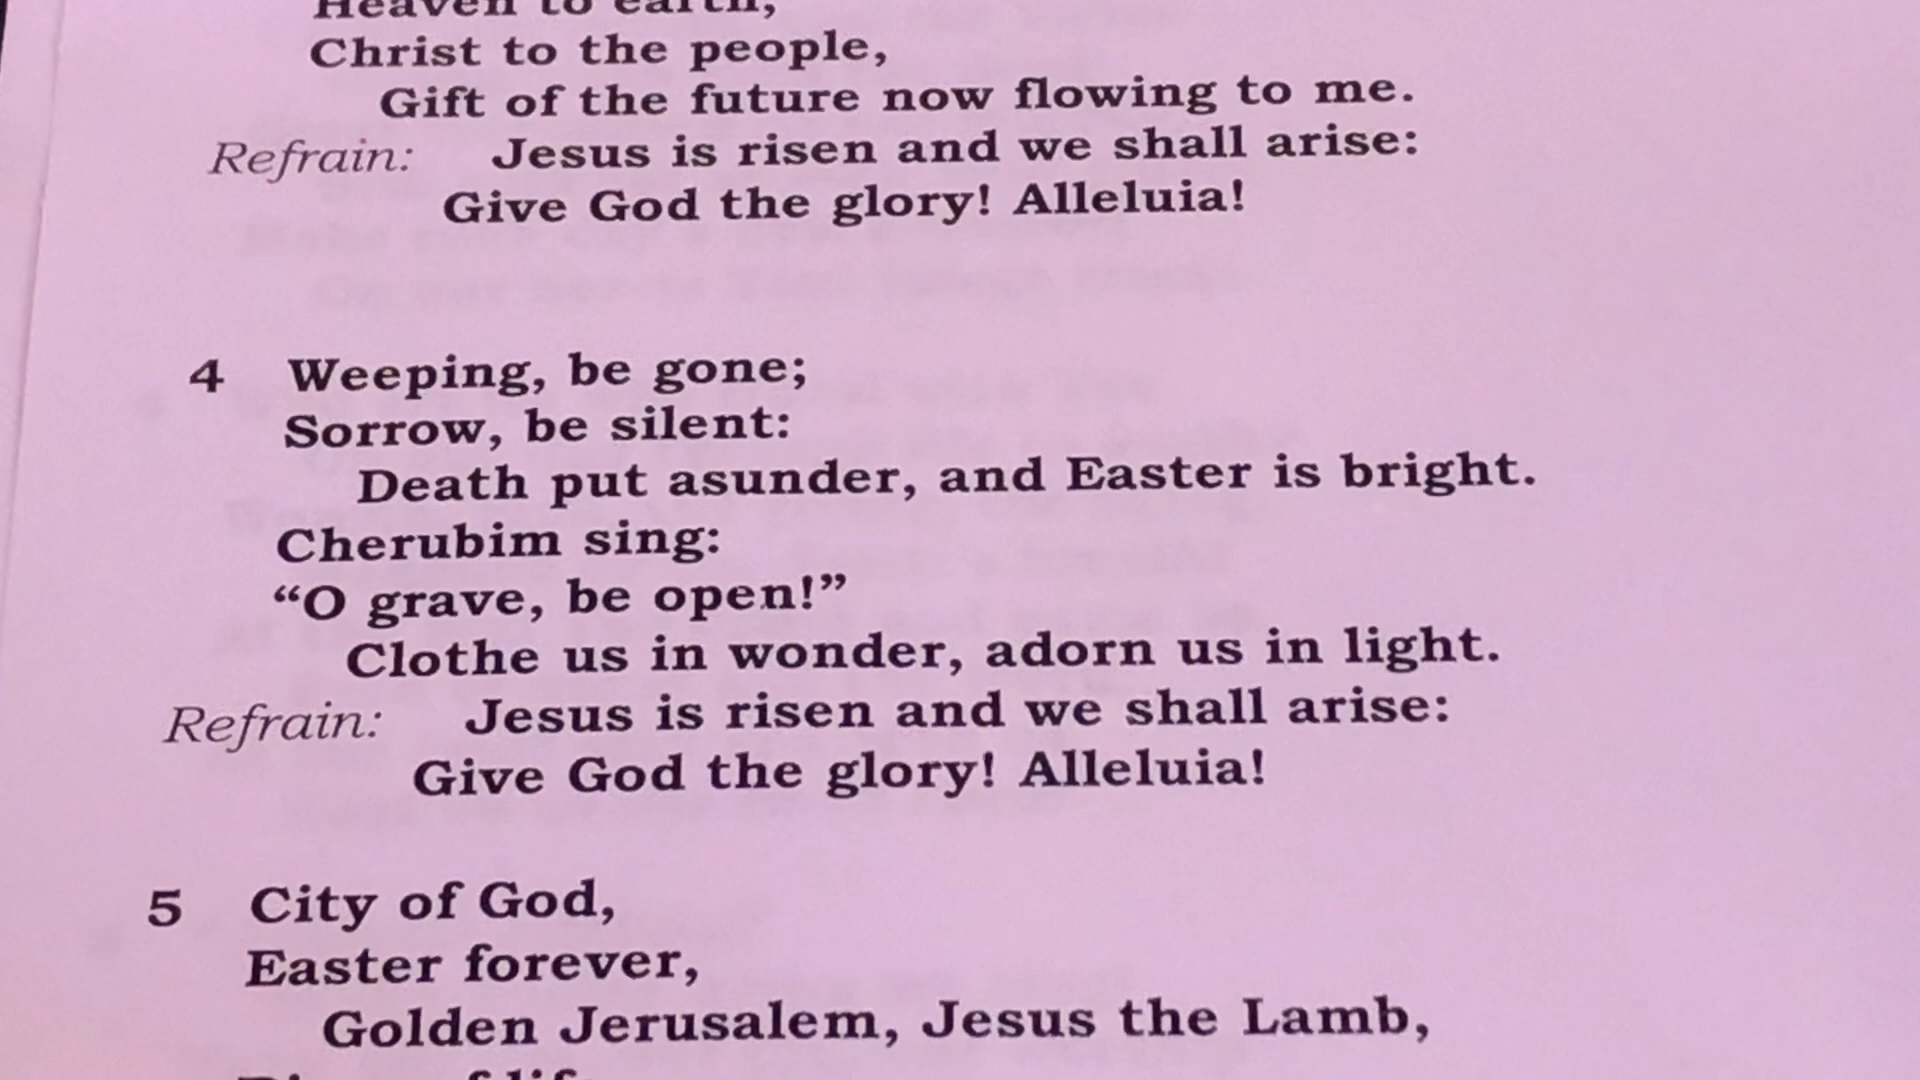 Heaven to earth,
Christ to the people,
Gift of the future now flowing to me.
Refrain: Jesus is risen and we shall arise:
Give God the glory! Alleluia!
4 Weeping, be gone;
Sorrow, be silent:
Death put asunder, and Easter is bright.
Cherubim sing:
“O grave, be open!”
Clothe us in wonder, adorn us in light.
Refrain: Jesus is risen and we shall arise:
Give God the glory! Alleluia!
5 City of God,
Easter forever,
Golden Jerusalem, Jesus the Lamb,
of life